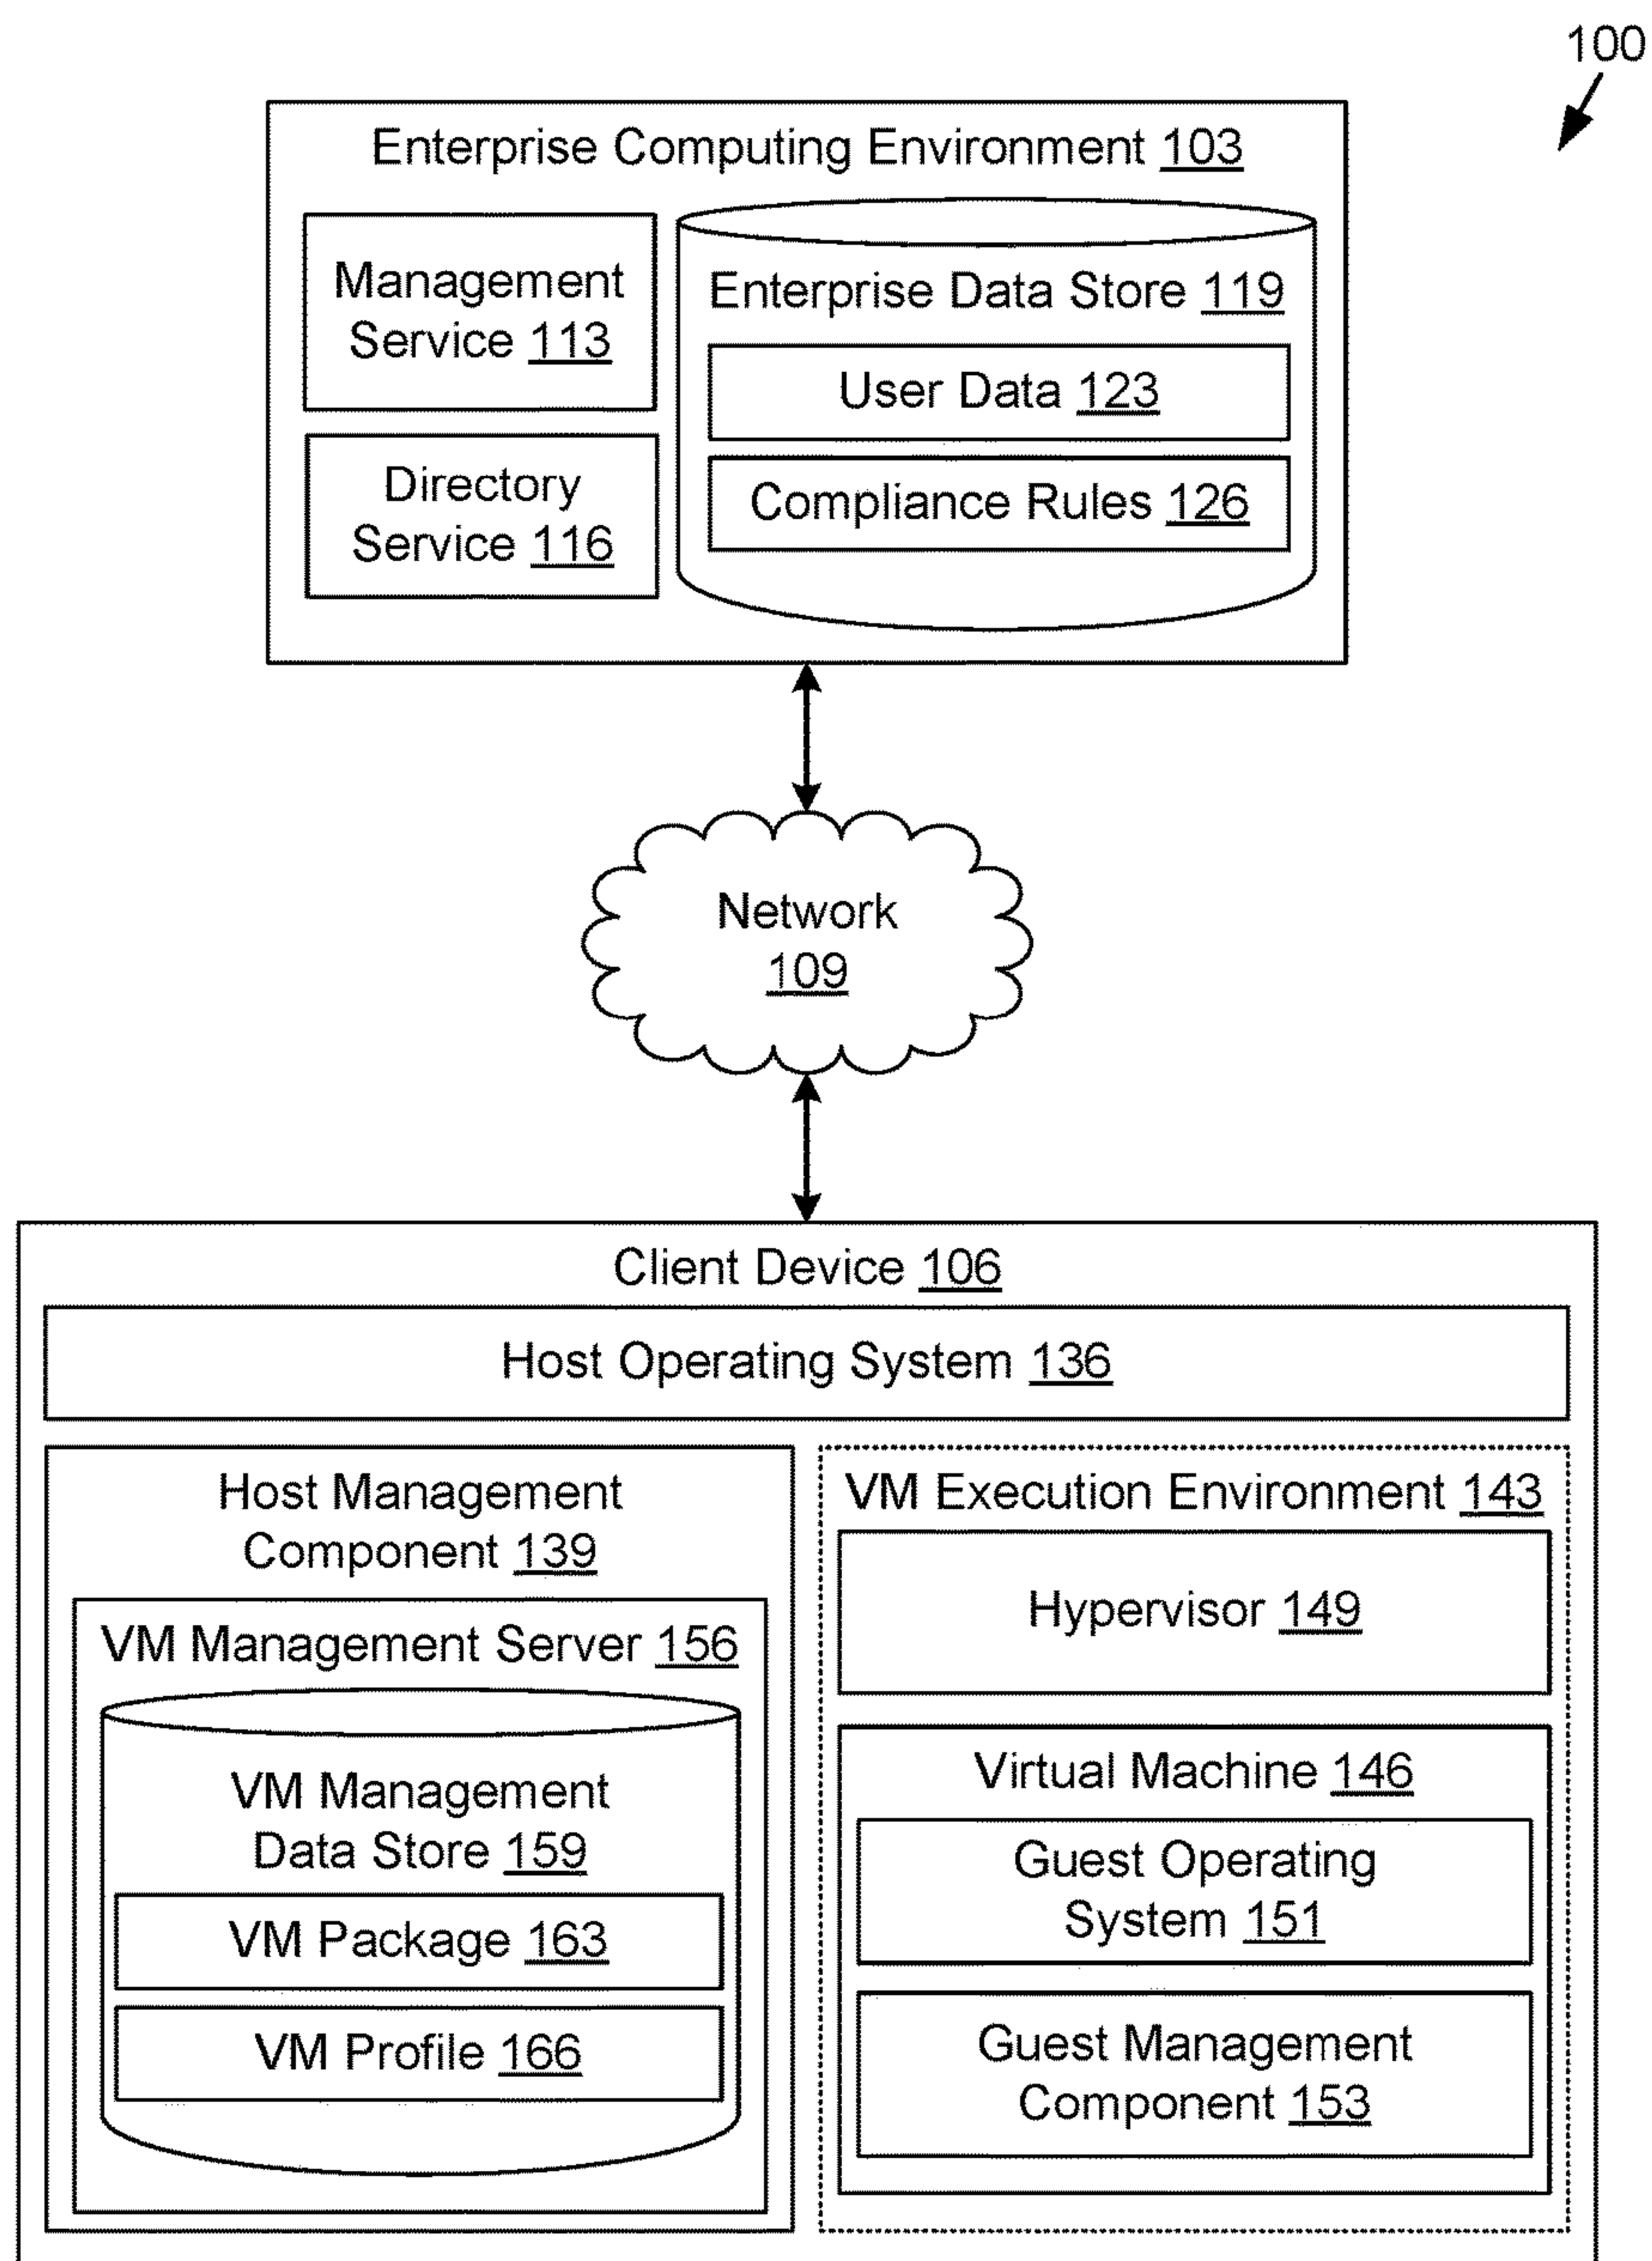 100
Enterprise Computing Environment 103
Management
Service 113
Directory
Service 116
Enterprise Data Store 119
User Data 123
Compliance Rules 126
Network
109
Client Device 106
Host Operating System 136
Host Management
Component 139
VM Management Server 156
VM Management
Data Store 159
VM Package 163
VM Profile 166
VM Execution Environment 143
Hypervisor 149
Virtual Machine 146
Guest Operating
System 151
Guest Management
Component 153